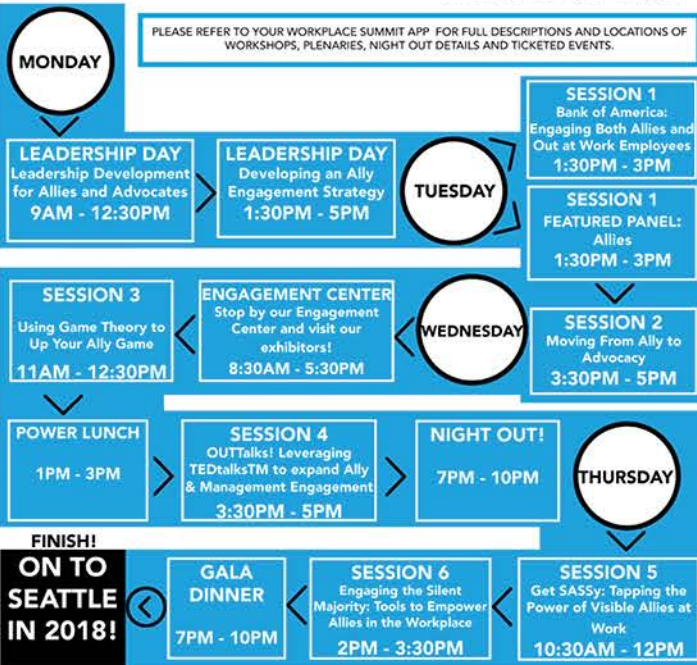 PLEASE REFER TO YOUR WORKPLACE SUMMIT APP FOR FULL DESCRIPTIONS AND LOCATIONS OF
WORKSHOPS, PLENARIES, NIGHT OUT DETAILS AND TICKETED EVENTS.
MONDAY
LEADERSHIP DAY
Leadership Development
for Allies and Advocates
9AM - 12:30PM
LEADERSHIP DAY
Developing an Ally
Engagement Strategy
1:30PM - 5PM
TUESDAY
SESSION 1
Bank of America:
Engaging Both Allies and
Out at Work Employees
1:30PM - 3PM
SESSION 1
FEATURED PANEL:
Allies
1:30PM - 3PM
SESSION 2
Moving From Ally to
Advocacy
3:30PM - 5PM
WEDNESDAY
ENGAGEMENT CENTER
Stop by our Engagement
Center and visit our
exhibitors!
8:30AM - 5:30PM
SESSION 3
Using Game Theory to
Up Your Ally Game
11AM - 12:30PM
POWER LUNCH
1PM - 3PM
SESSION 4
OUTTalks! Leveraging
TEDtalksTM to expand Ally
& Management Engagement
3:30PM - 5PM
NIGHT OUT!
7PM - 10PM
THURSDAY
SESSION 5
Get SASSy: Tapping the
Power of Visible Allies at
Work
10:30AM - 12PM
SESSION 6
Engaging the Silent
Majority: Tools to Empower
Allies in the Workplace
2PM - 3:30PM
GALA
DINNER
7PM - 10PM
FINISH!
ON TO
SEATTLE
IN 2018!